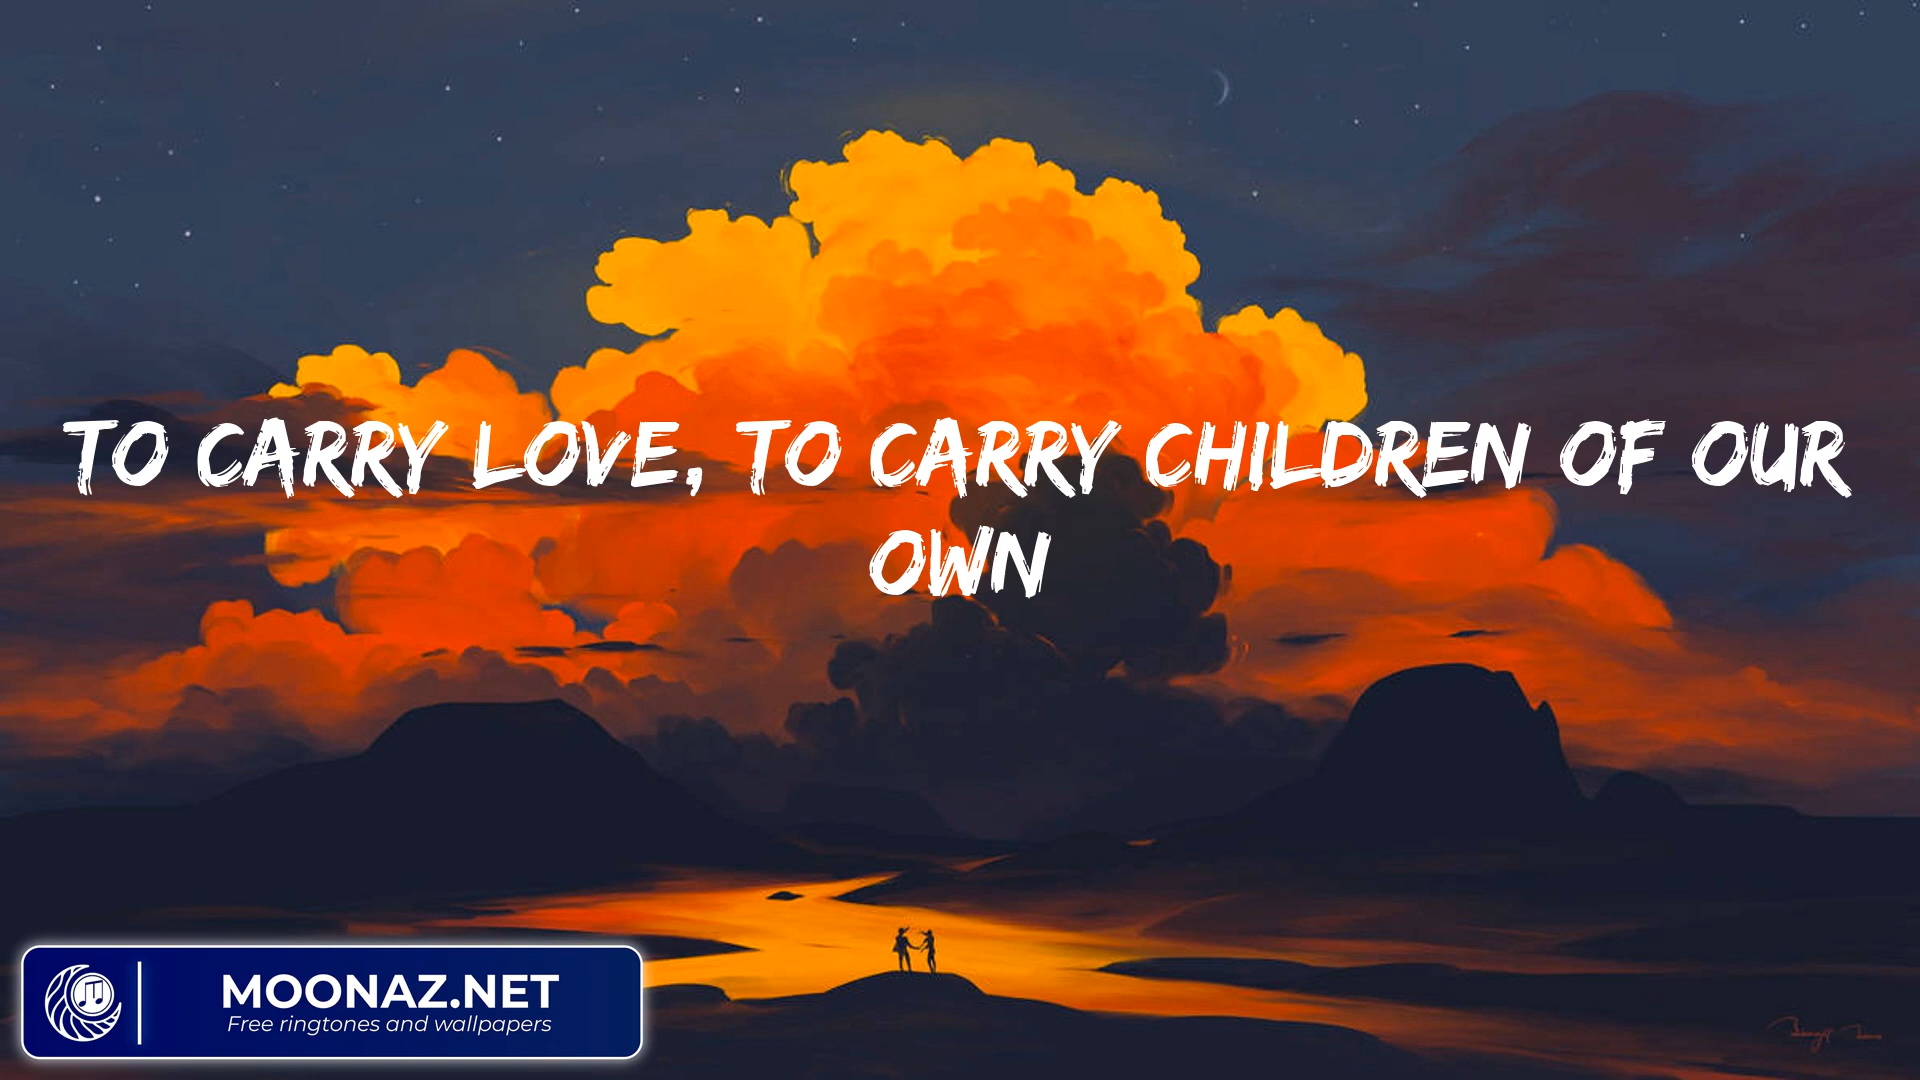 TO CARRY LOVE, TO CARRY CHILDREN OF OUR
OWN
MOONAZ.NET
Free ringtones and wallpapers